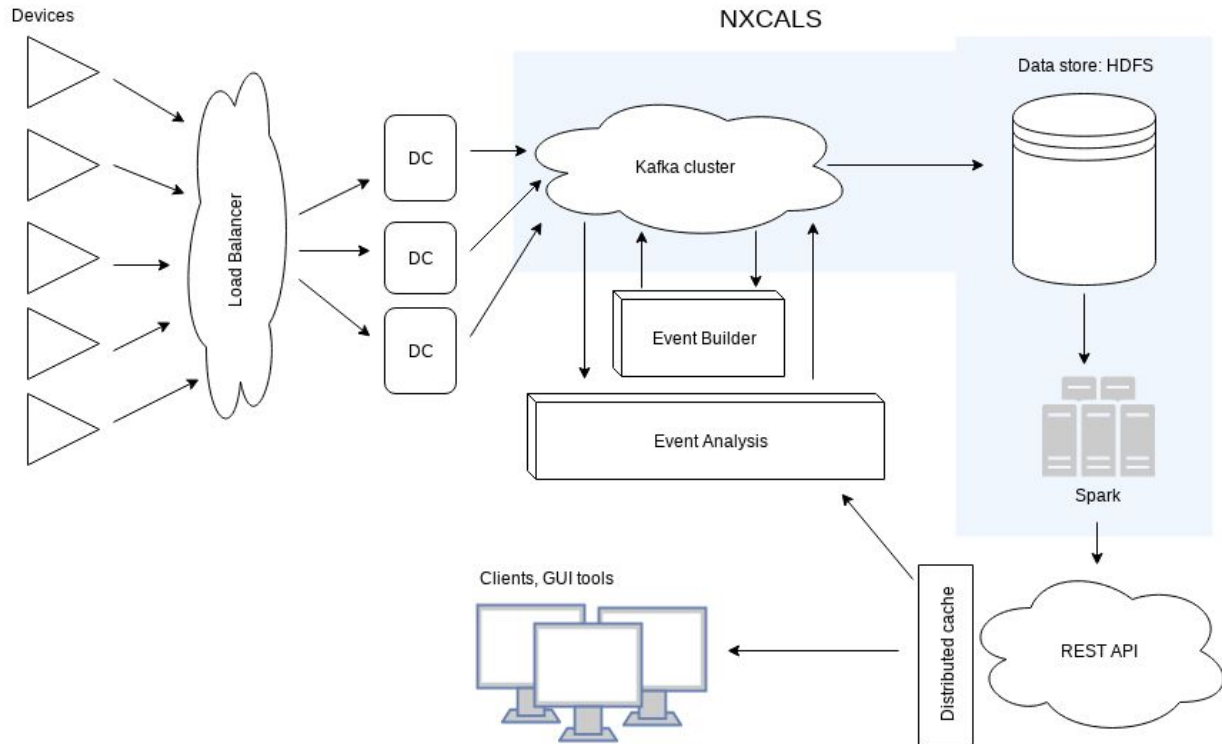 Devices
NXCALS
Data store: HDFS
DC
Kafka cluster
Load Balancer
DC
Event Builder
DC
Event Analysis
Spark
Clients, GUI tools
Distributed cache
REST API